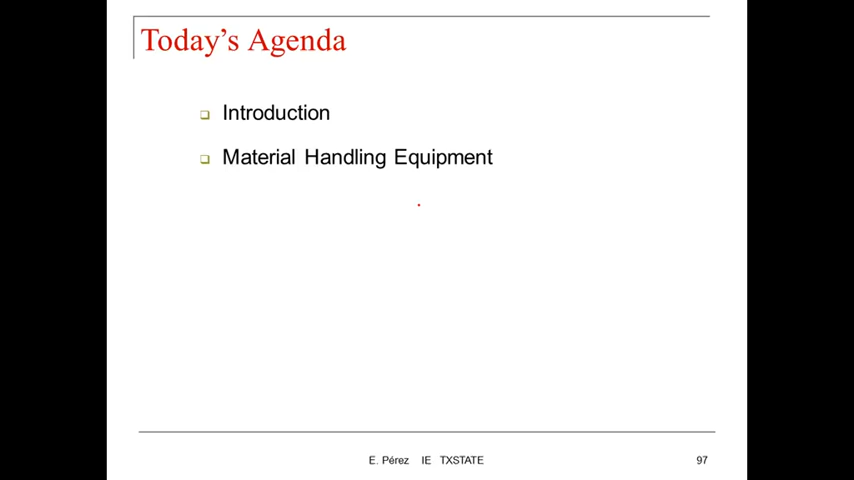 Today's Agenda
Introduction
Material Handling Equipment
E. Pérez IE TXSTATE 97